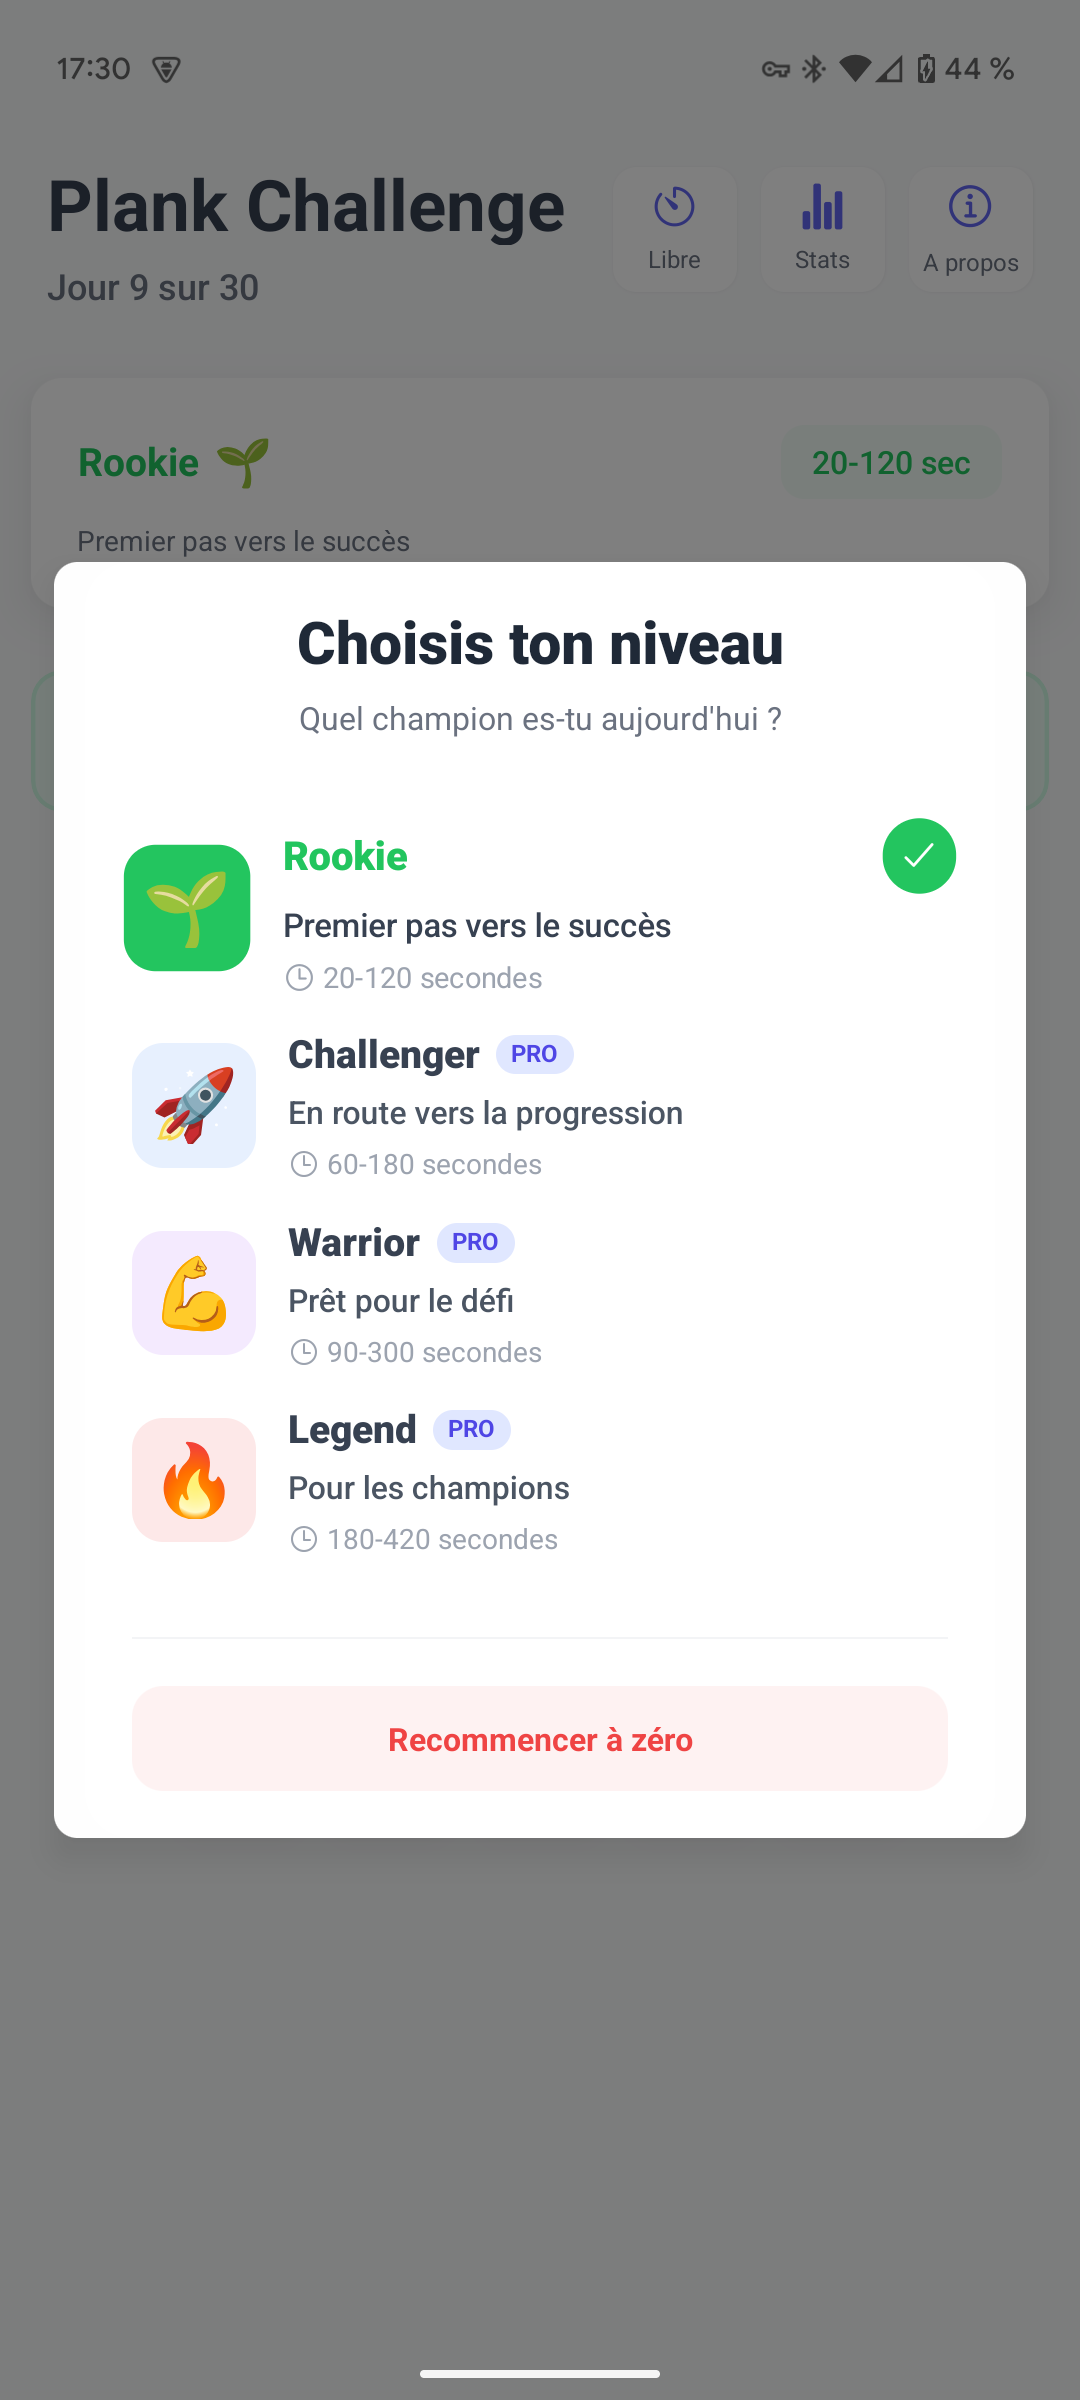 17:30
44 %
Plank Challenge
Jour 9 sur 30
Libre
Stats
A propos
Rookie
20-120 sec
Premier pas vers le succès
Choisis ton niveau
Quel champion es-tu aujourd'hui ?
Rookie
Premier pas vers le succès
20-120 secondes
Challenger PRO
En route vers la progression
60-180 secondes
Warrior PRO
Prêt pour le défi
90-300 secondes
Legend PRO
Pour les champions
180-420 secondes
Recommencer à zéro